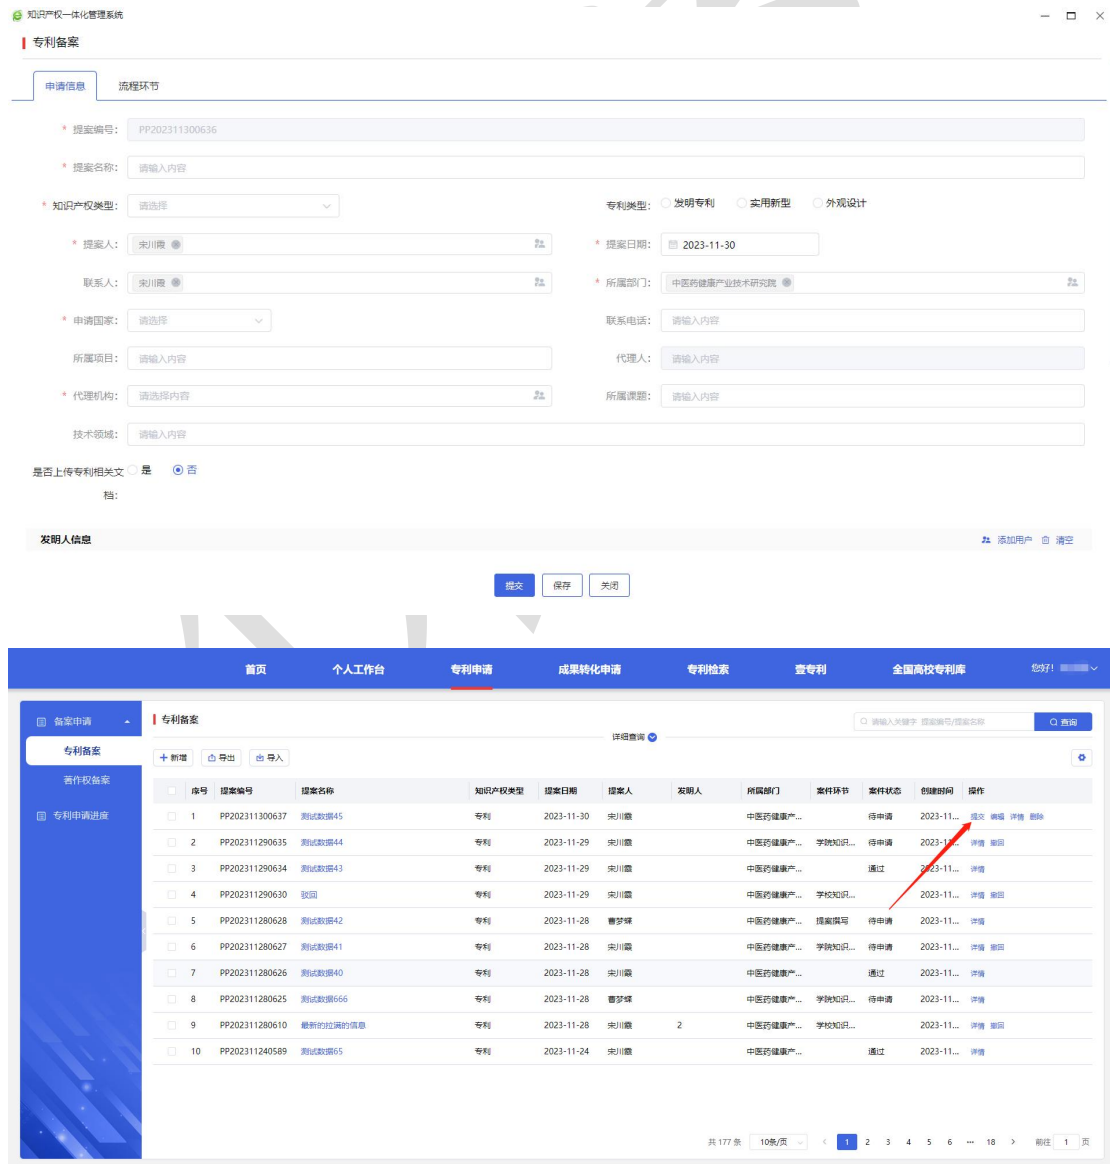 知识产权一体化管理系统
专利备案
申请信息 流程环节
* 提案编号： PP202311300636
* 提案名称： 请输入内容
* 知识产权类型： 请选择 专利类型： 发明专利 实用新型 外观设计
* 提案人： 宋川霞 * 提案日期： 2023-11-30
联系人： 宋川霞 * 所属部门： 中医药健康产业技术研究院
* 申请国家： 请选择 联系电话： 请输入内容
所属项目： 请输入内容 代理人： 请输入内容
* 代理机构： 请选择内容 所属课题： 请输入内容
技术领域： 请输入内容
是否上传专利相关文 是 否
档：
发明人信息 添加用户 清空
提交 保存 关闭
首页 个人工作台 专利申请 成果转化申请 专利检索 壹专利 全国高校专利库 您好！
备案申请
专利备案
著作权备案
专利申请进度
专利备案 请输入关键字 提案编号/提案名称 查询
详细查询
新增 导出 导入
序号 提案编号 提案名称 知识产权类型 提案日期 提案人 发明人 所属部门 案件环节 案件状态 创建时间 操作
1 PP202311300637 测试数据45 专利 2023-11-30 宋川霞 中医药健康产... 待申请 2023-11... 提交 编辑 详情 删除
2 PP202311290635 测试数据44 专利 2023-11-29 宋川霞 中医药健康产... 学院知识... 待申请 2023-11... 详情 撤回
3 PP202311290634 测试数据43 专利 2023-11-29 宋川霞 中医药健康产... 通过 2023-11... 详情
4 PP202311290630 驳回 专利 2023-11-29 宋川霞 中医药健康产... 学校知识... 2023-11... 详情 撤回
5 PP202311280628 测试数据42 专利 2023-11-28 曹梦蝶 中医药健康产... 提案撰写 待申请 2023-11... 详情
6 PP202311280627 测试数据41 专利 2023-11-28 宋川霞 中医药健康产... 学院知识... 待申请 2023-11... 详情 撤回
7 PP202311280626 测试数据40 专利 2023-11-28 宋川霞 中医药健康产... 通过 2023-11... 详情
8 PP202311280625 测试数据666 专利 2023-11-28 曹梦蝶 中医药健康产... 学院知识... 待申请 2023-11... 详情
9 PP202311280610 最新的拉满的信息 专利 2023-11-28 宋川霞 2 中医药健康产... 学校知识... 2023-11... 详情 撤回
10 PP202311240589 测试数据65 专利 2023-11-24 宋川霞 中医药健康产... 通过 2023-11... 详情
共 177 条 10条/页 1 2 3 4 5 6 ... 18 前往 1 页